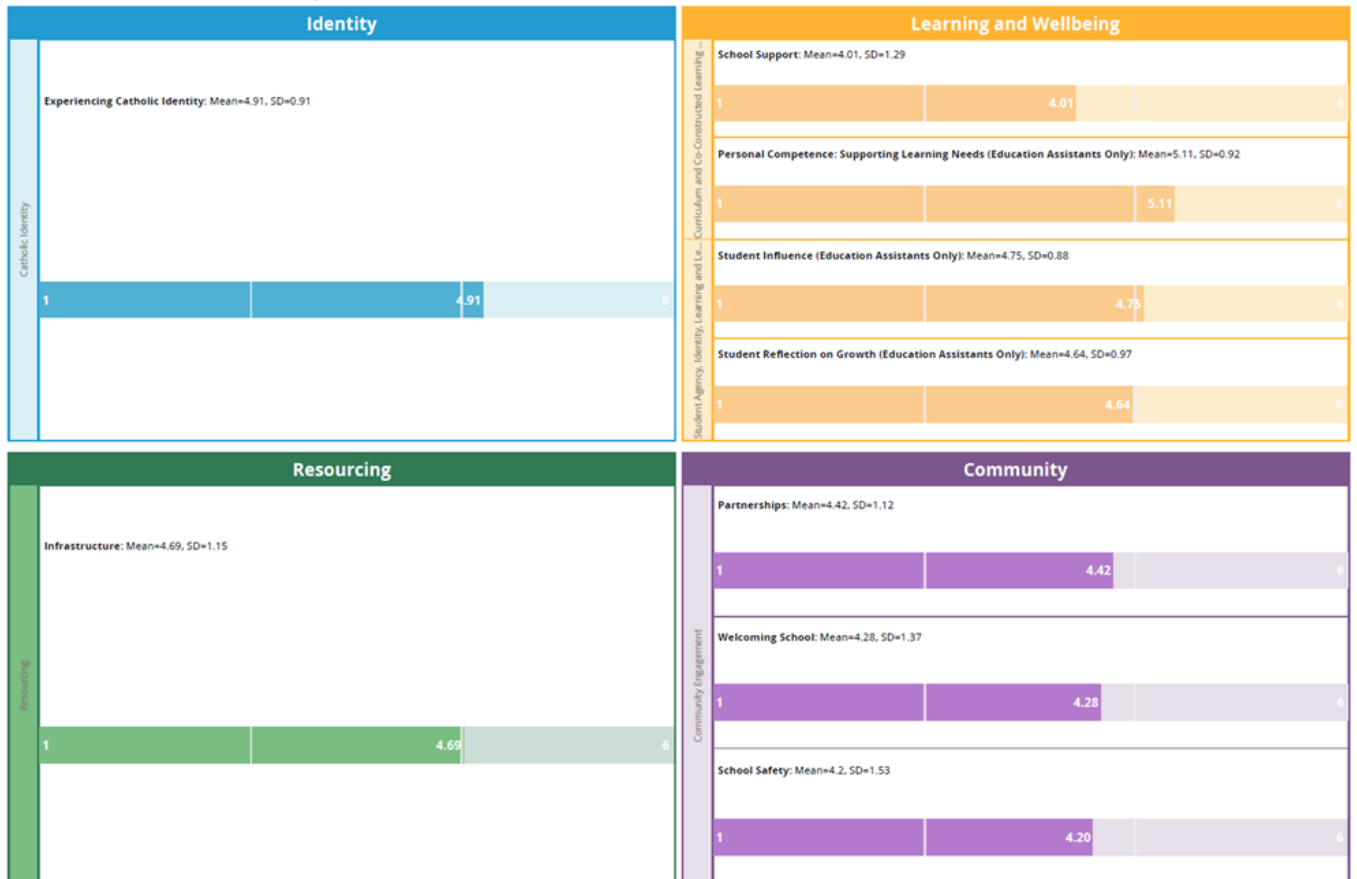 Identity
Catholic Identity
Experiencing Catholic Identity: Mean=4.91, SD=0.91
1 4.91 6
Learning and Wellbeing
Curriculum and Co-Constructed Learning ...
School Support: Mean=4.01, SD=1.29
1 4.01 6
Personal Competence: Supporting Learning Needs (Education Assistants Only): Mean=5.11, SD=0.92
1 5.11 6
Student Agency, Identity, Learning and Le...
Student Influence (Education Assistants Only): Mean=4.75, SD=0.88
1 4.75 6
Student Reflection on Growth (Education Assistants Only): Mean=4.64, SD=0.97
1 4.64 6
Resourcing
Resourcing
Infrastructure: Mean=4.69, SD=1.15
1 4.69 6
Community
Community Engagement
Partnerships: Mean=4.42, SD=1.12
1 4.42 6
Welcoming School: Mean=4.28, SD=1.37
1 4.28 6
School Safety: Mean=4.2, SD=1.53
1 4.20 6